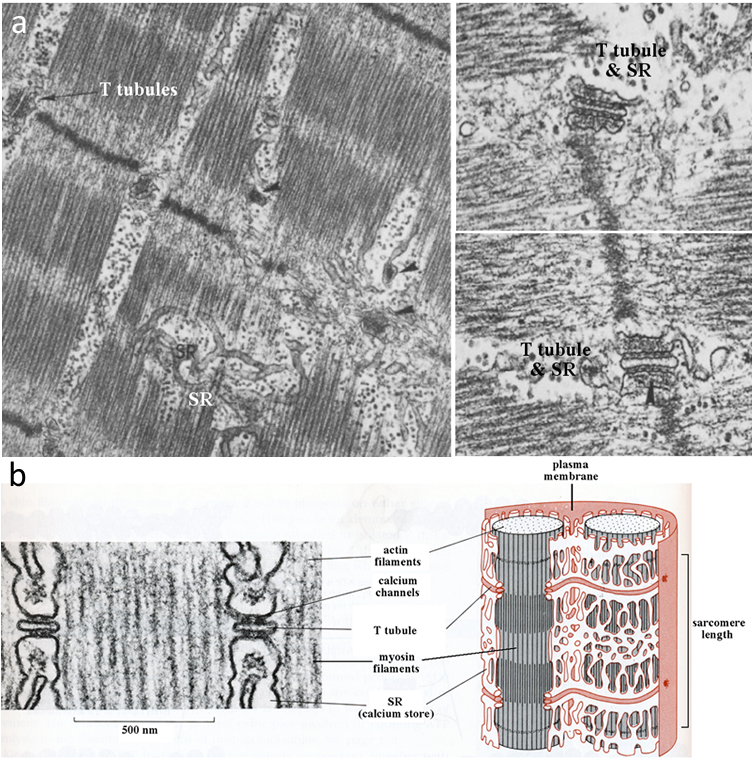 a
T tubules
SR
SR
T tubule
& SR
T tubule
& SR
b
plasma
membrane
actin
filaments
calcium
channels
T tubule
myosin
filaments
SR
(calcium store)
sarcomere
length
500 nm